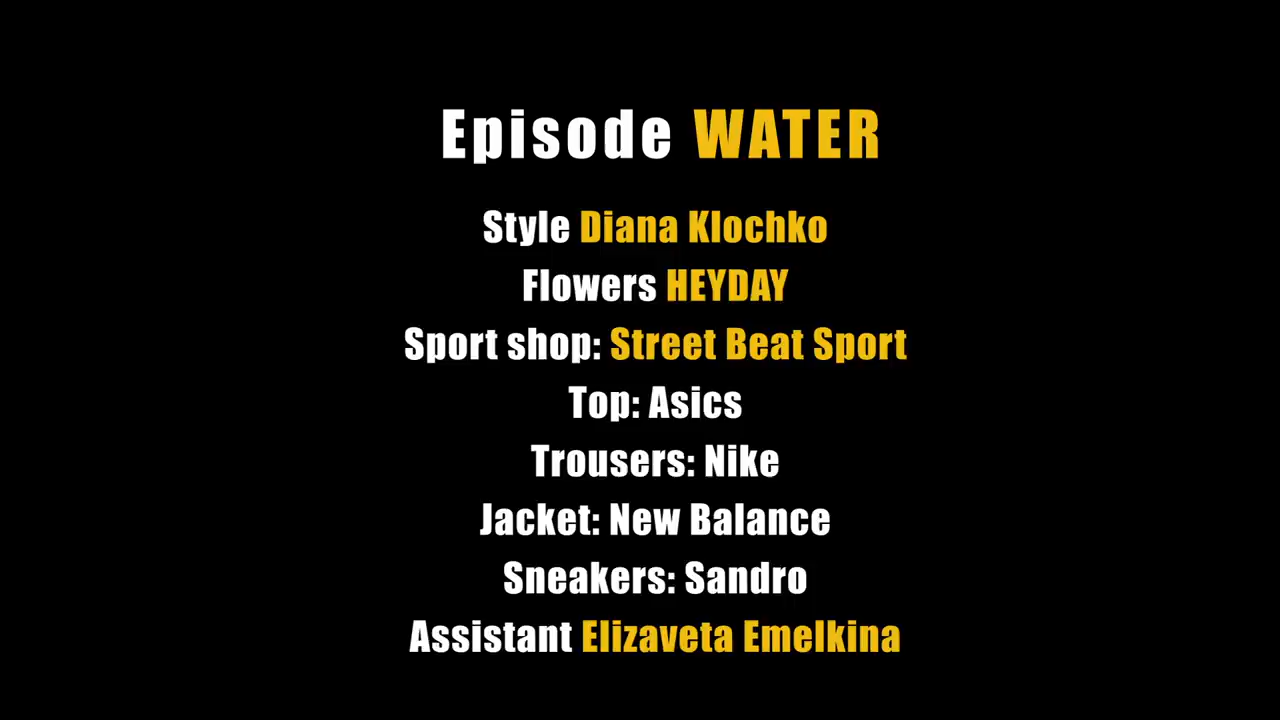 Episode WATER
Style Diana Klochko
Flowers HEYDAY
Sport shop: Street Beat Sport
Top: Asics
Trousers: Nike
Jacket: New Balance
Sneakers: Sandro
Assistant Elizaveta Emelkina